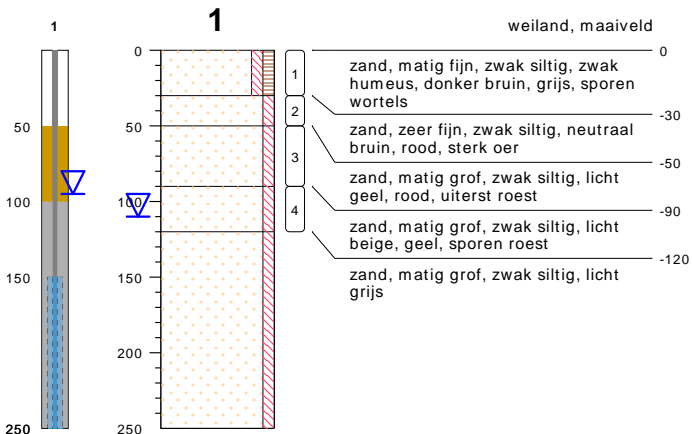 1
50
100
150
200
250
1
0
50
100
150
200
250
1
2
3
4
weiland, maaiveld
0
zand, matig fijn, zwak siltig, zwak
humeus, donker bruin, grijs, sporen
wortels
-30
zand, zeer fijn, zwak siltig, neutraal
bruin, rood, sterk oer
-50
zand, matig grof, zwak siltig, licht
geel, rood, uiterst roest
-90
zand, matig grof, zwak siltig, licht
beige, geel, sporen roest
-120
zand, matig grof, zwak siltig, licht
grijs